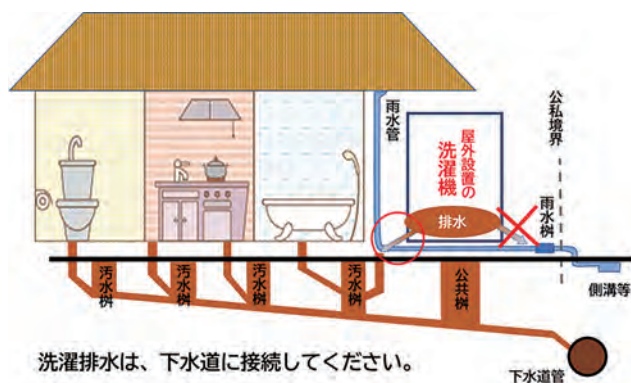 雨水管
屋外設置の
洗濯機
排水
公私境界
雨水桝
側溝等
汚水桝
汚水桝
汚水桝
汚水桝
公共桝
洗濯排水は、下水道に接続してください。
下水道管